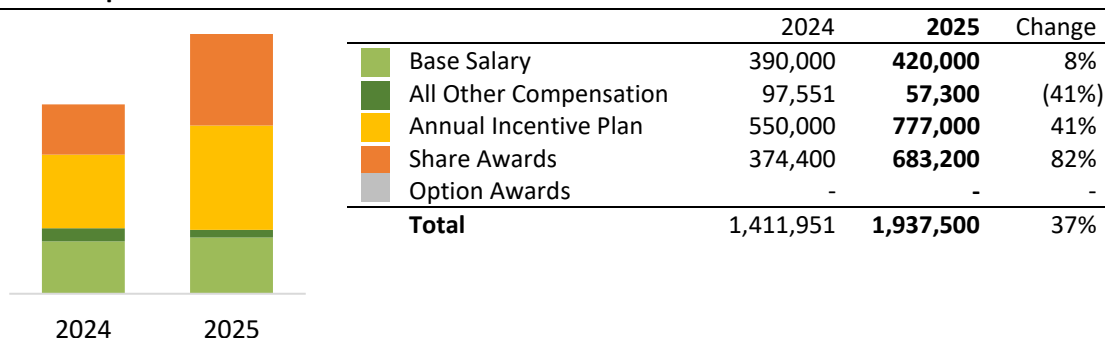 2024 2025 Change
Base Salary 390,000 420,000 8%
All Other Compensation 97,551 57,300 (41%)
Annual Incentive Plan 550,000 777,000 41%
Share Awards 374,400 683,200 82%
Option Awards - - -
Total 1,411,951 1,937,500 37%
2024 2025